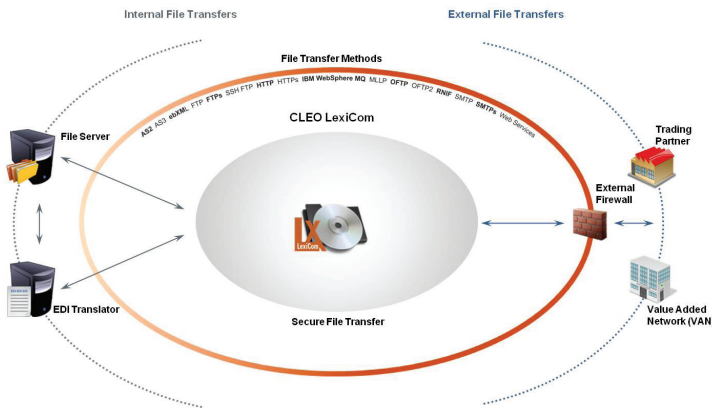 Internal File Transfers
External File Transfers
File Transfer Methods
AS2 AS3 ebXML FTP FTPs SSH FTP HTTP HTTPs IBM WebSphere MQ MLLP OFTP OFTP2 RNIF SMTP SMTPs Web Services
CLEO LexiCom
File Server
Trading
Partner
External
Firewall
LX
LexiCom
EDI Translator
Secure File Transfer
Value Added
Network (VAN